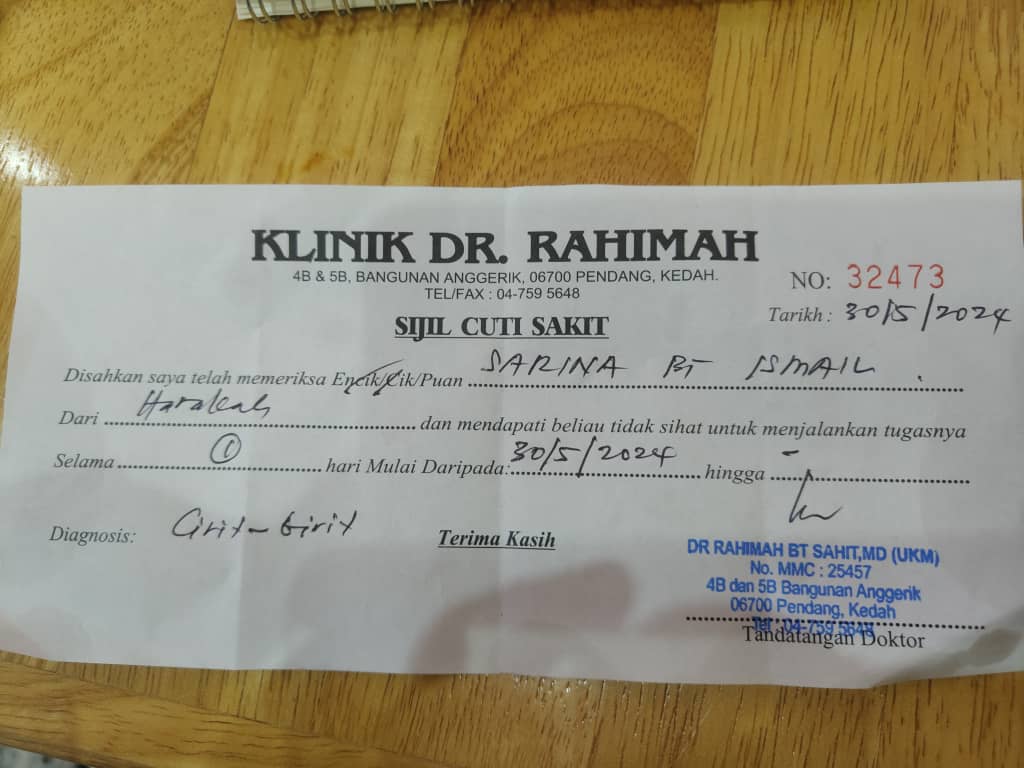 KLINIK DR. RAHIMAH
4B & 5B, BANGUNAN ANGGERIK, 06700 PENDANG, KEDAH.
TEL/FAX : 04-759 5648
NO: 32473
Tarikh : 30/5/2024
SIJIL CUTI SAKIT
Disahkan saya telah memeriksa Encik/Cik/Puan SARINA BT ISMAIL .
Dari Harakah dan mendapati beliau tidak sihat untuk menjalankan tugasnya
Selama 1 hari Mulai Daripada: 30/5/2024 hingga -
Diagnosis: Cirit-birit
Terima Kasih
DR RAHIMAH BT SAHIT,MD (UKM)
No. MMC : 25457
4B dan 5B Bangunan Anggerik
06700 Pendang, Kedah
Tel : 04-759 5648
Tandatangan Doktor